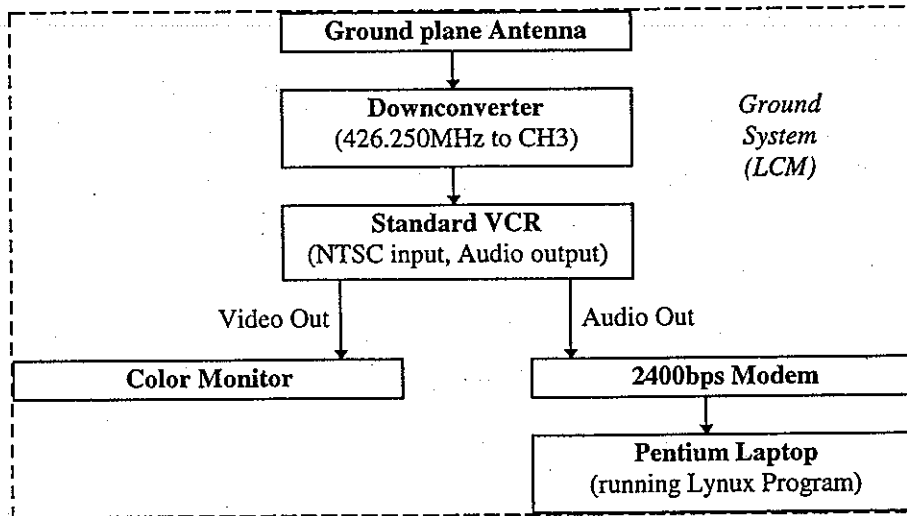 Ground plane Antenna
Downconverter
(426.250MHz to CH3)
Ground
System
(LCM)
Standard VCR
(NTSC input, Audio output)
Video Out
Audio Out
Color Monitor
2400bps Modem
Pentium Laptop
(running Lynux Program)